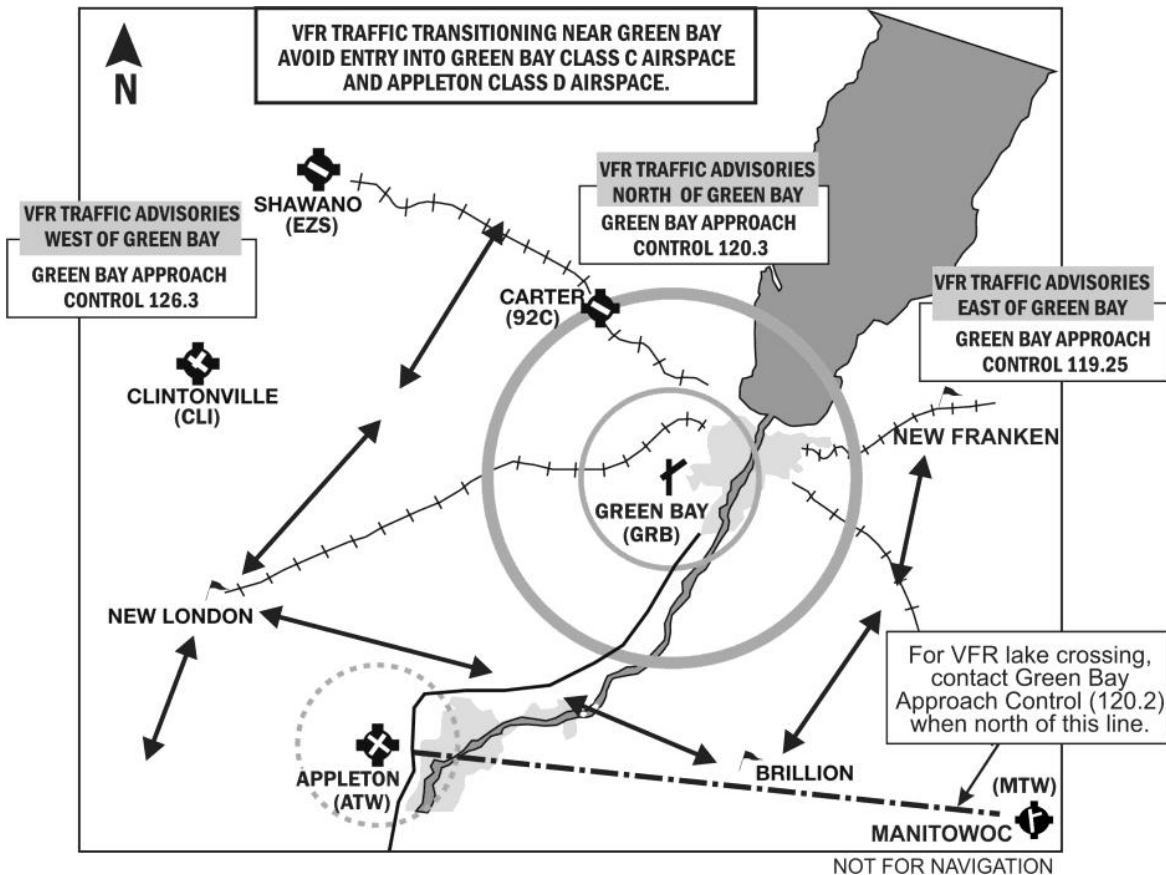 VFR TRAFFIC TRANSITIONING NEAR GREEN BAY
AVOID ENTRY INTO GREEN BAY CLASS C AIRSPACE
AND APPLETON CLASS D AIRSPACE.
N
SHAWANO
(EZS)
VFR TRAFFIC ADVISORIES
NORTH OF GREEN BAY
GREEN BAY APPROACH
CONTROL 120.3
VFR TRAFFIC ADVISORIES
WEST OF GREEN BAY
GREEN BAY APPROACH
CONTROL 126.3
CARTER
(92C)
VFR TRAFFIC ADVISORIES
EAST OF GREEN BAY
GREEN BAY APPROACH
CONTROL 119.25
CLINTONVILLE
(CLI)
NEW FRANKEN
GREEN BAY
(GRB)
NEW LONDON
For VFR lake crossing,
contact Green Bay
Approach Control (120.2)
when north of this line.
APPLETON
(ATW)
BRILLION
(MTW)
MANITOWOC
NOT FOR NAVIGATION